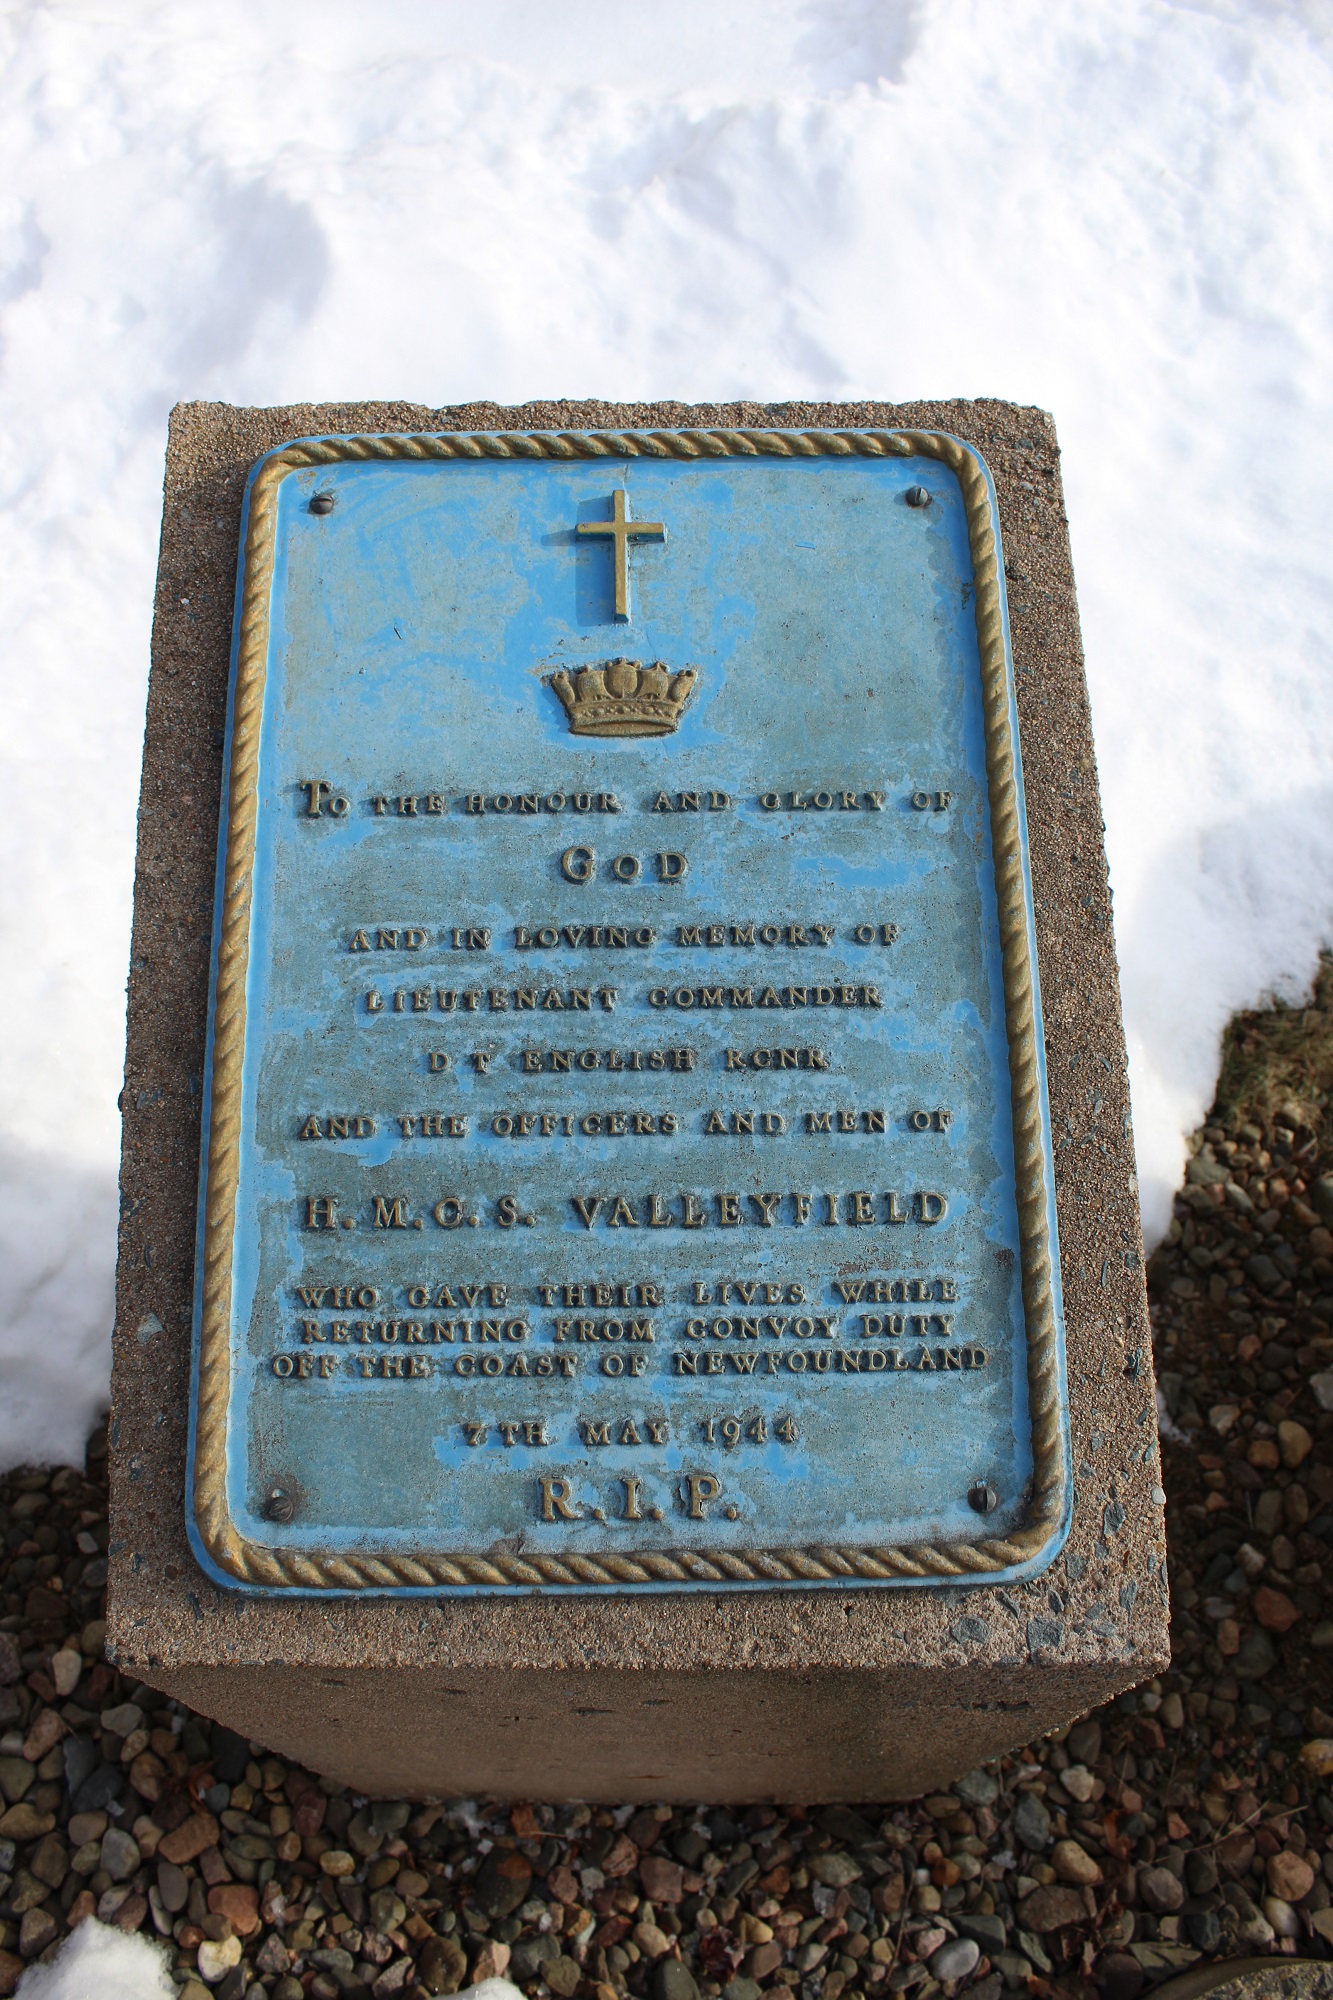 To THE HONOUR AND GLORY OF
GOD
AND IN LOVING MEMORY OF
LIEUTENANT COMMANDER
D T ENGLISH RCNR
AND THE OFFICERS AND MEN OF
H.M.C.S. VALLEYFIELD
WHO GAVE THEIR LIVES WHILE
RETURNING FROM CONVOY DUTY
OFF THE COAST OF NEWFOUNDLAND
7TH MAY 1944
R.I.P.